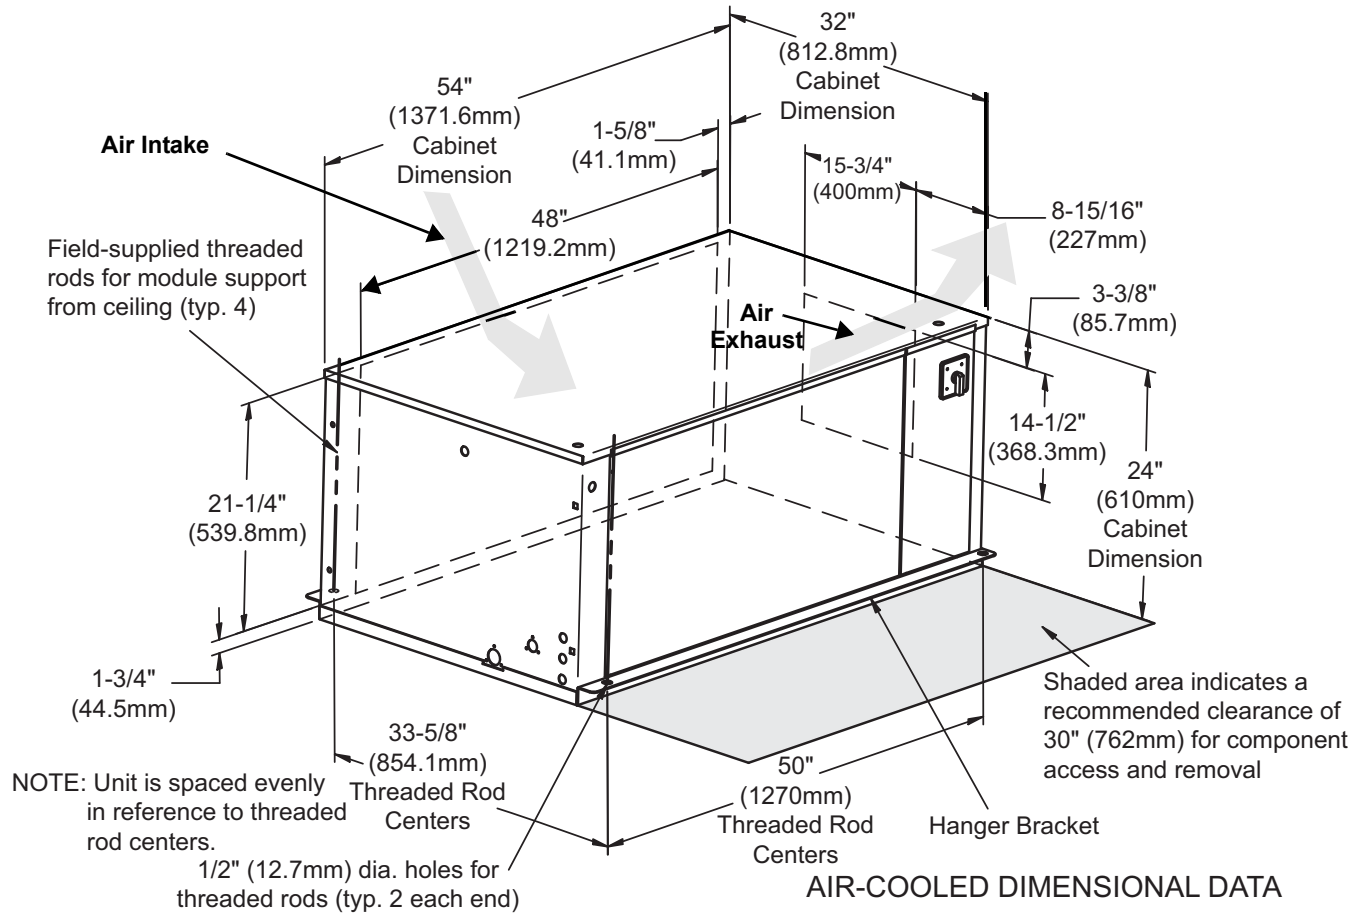 32"
(812.8mm)
Cabinet
Dimension
54"
(1371.6mm)
Cabinet
Dimension
1-5/8"
(41.1mm)
Air Intake
15-3/4"
(400mm)
8-15/16"
(227mm)
48"
(1219.2mm)
Field-supplied threaded
rods for module support
from ceiling (typ. 4)
3-3/8"
(85.7mm)
Air
Exhaust
14-1/2"
(368.3mm)
24"
(610mm)
Cabinet
Dimension
21-1/4"
(539.8mm)
1-3/4"
(44.5mm)
Shaded area indicates a
recommended clearance of
30" (762mm) for component
access and removal
33-5/8"
(854.1mm)
Threaded Rod
Centers
50"
(1270mm)
Threaded Rod
Centers
NOTE: Unit is spaced evenly
in reference to threaded
rod centers.
Hanger Bracket
1/2" (12.7mm) dia. holes for
threaded rods (typ. 2 each end)
AIR-COOLED DIMENSIONAL DATA